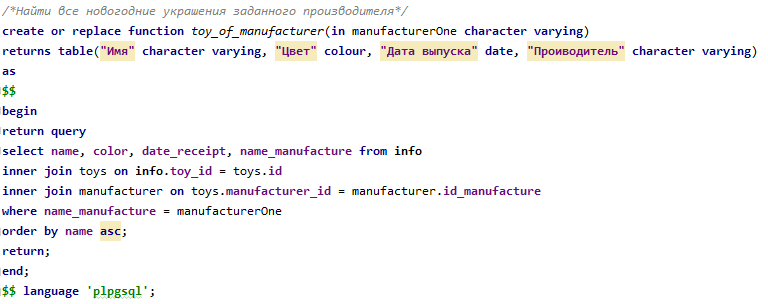 /*Найти все новогодние украшения заданного производителя*/
create or replace function toy_of_manufacturer(in manufacturerOne character varying)
returns table("Имя" character varying, "Цвет" colour, "Дата выпуска" date, "Проиводитель" character varying)
as
$$
begin
return query
select name, color, date_receipt, name_manufacture from info
inner join toys on info.toy_id = toys.id
inner join manufacturer on toys.manufacturer_id = manufacturer.id_manufacture
where name_manufacture = manufacturerOne
order by name asc;
return;
end;
$$ language 'plpgsql';